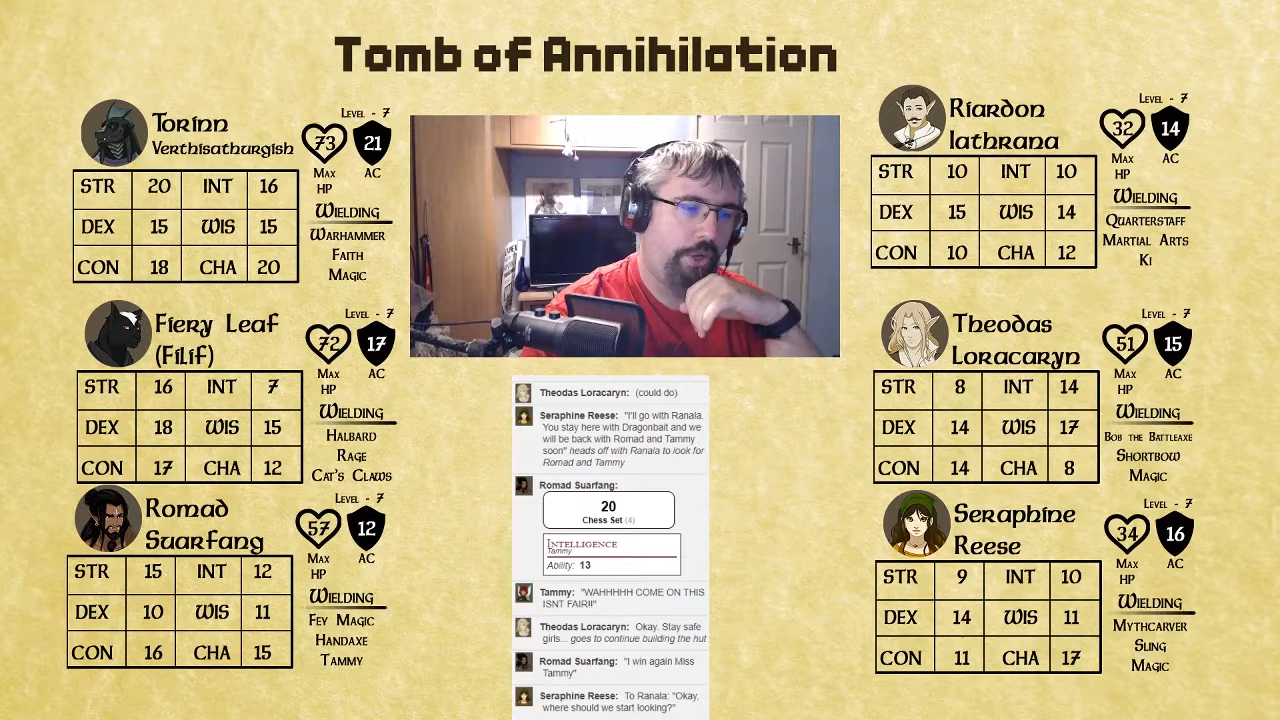 Tomb of Annihilation
Torinn
Verthisathurgish
Level - 7
73
21
Max HP
AC
STR 20 INT 16
DEX 15 WIS 15
CON 18 CHA 20
Wielding
Warhammer
Faith
Magic
Fiery Leaf
(Filif)
Level - 7
72
17
Max HP
AC
STR 16 INT 7
DEX 18 WIS 15
CON 17 CHA 12
Wielding
Halbard
Rage
Cat's Claws
Romad
Suarfang
Level - 7
57
12
Max HP
AC
STR 15 INT 12
DEX 10 WIS 11
CON 16 CHA 15
Wielding
Fey Magic
Handaxe
Tammy
Theodas Loracaryn: (could do)
Seraphine Reese: "I'll go with Ranala.
You stay here with Dragonbait and we
will be back with Romad and Tammy
soon" heads off with Ranala to look for
Romad and Tammy
Romad Suarfang:
20
Chess Set (4)
Intelligence
Tammy
Ability: 13
Tammy: "WAHHHHH COME ON THIS
ISNT FAIR!!"
Theodas Loracaryn: Okay. Stay safe
girls... goes to continue building the hut
Romad Suarfang: "I win again Miss
Tammy"
Seraphine Reese: To Ranala: "Okay,
where should we start looking?"
Riardon
Iathrana
Level - 7
32
14
Max HP
AC
STR 10 INT 10
DEX 15 WIS 14
CON 10 CHA 12
Wielding
Quarterstaff
Martial Arts
Ki
Theodas
Loracaryn
Level - 7
51
15
Max HP
AC
STR 8 INT 14
DEX 14 WIS 17
CON 14 CHA 8
Wielding
Bob the Battleaxe
Shortbow
Magic
Seraphine
Reese
Level - 7
34
16
Max HP
AC
STR 9 INT 10
DEX 14 WIS 11
CON 11 CHA 17
Wielding
Mythcarver
Sling
Magic